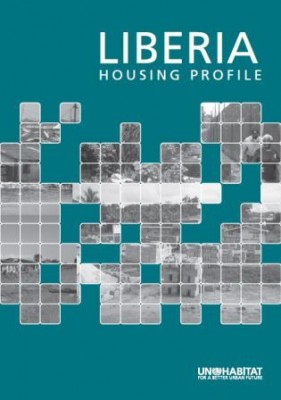 LIBERIA
HOUSING PROFILE
UN HABITAT
FOR A BETTER URBAN FUTURE